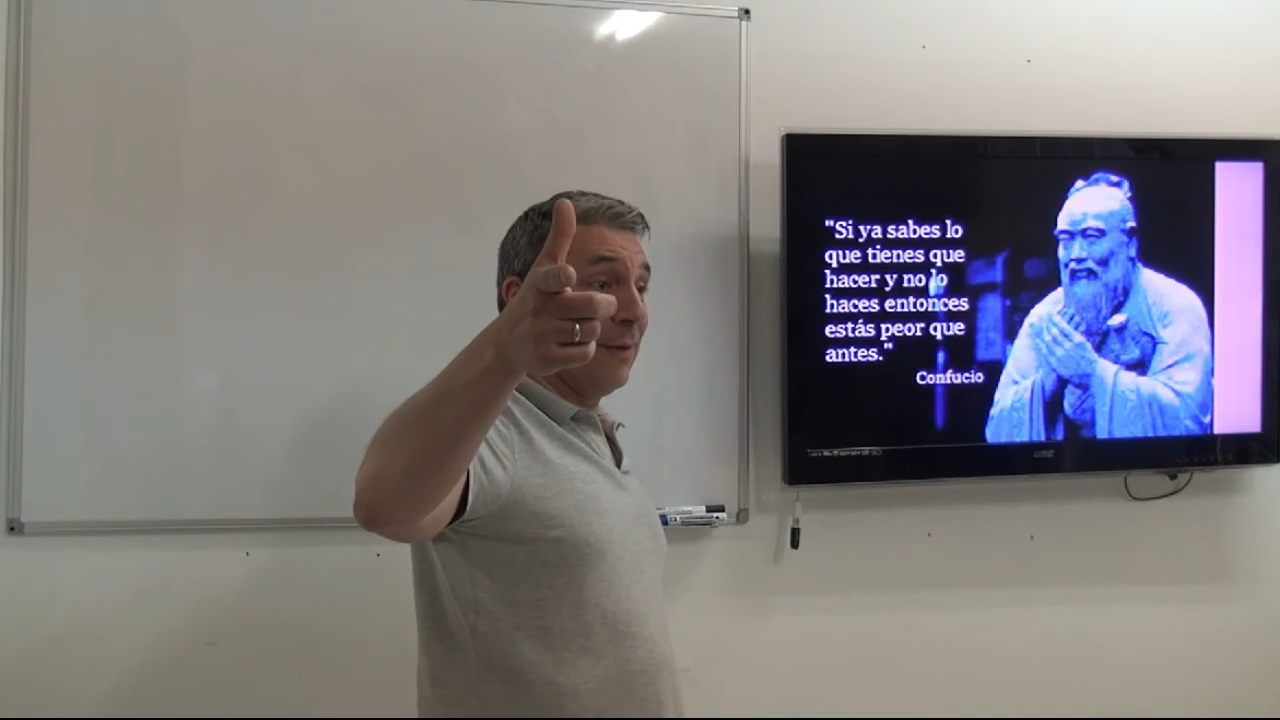 "Si ya sabes lo
que tienes que
hacer y no lo
haces entonces
estás peor que
antes."
Confucio